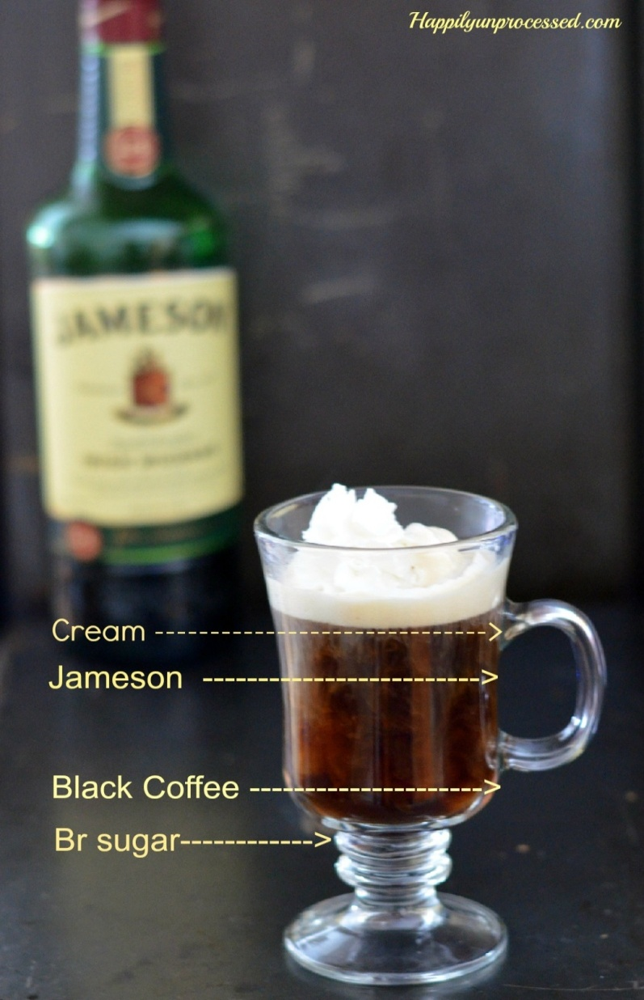 Happilyunprocessed.com
JAMESON
Cream ------------------------------->
Jameson ------------------------->
Black Coffee ---------------------->
Br sugar------------>